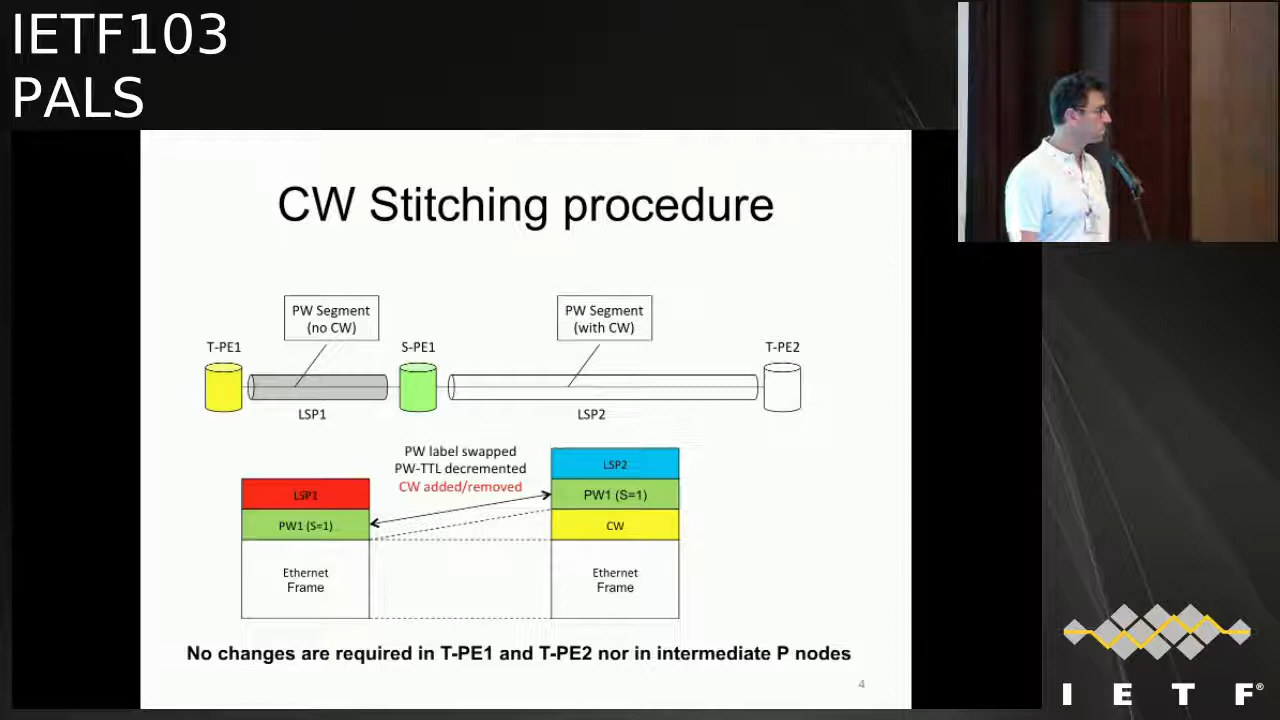 IETF103
PALS
CW Stitching procedure
PW Segment
(no CW)
PW Segment
(with CW)
T-PE1
S-PE1
T-PE2
LSP1
LSP2
PW label swapped
PW-TTL decremented
CW added/removed
LSP1
PW1 (S=1)
Ethernet
Frame
LSP2
PW1 (S=1)
CW
Ethernet
Frame
No changes are required in T-PE1 and T-PE2 nor in intermediate P nodes
4
I E T F®